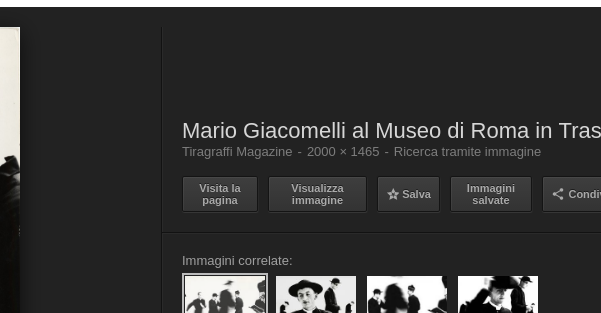 Mario Giacomelli al Museo di Roma in Tras
Tiragraffi Magazine - 2000 × 1465 - Ricerca tramite immagine
Visita la pagina
Visualizza immagine
Salva
Immagini salvate
Condiv
Immagini correlate: